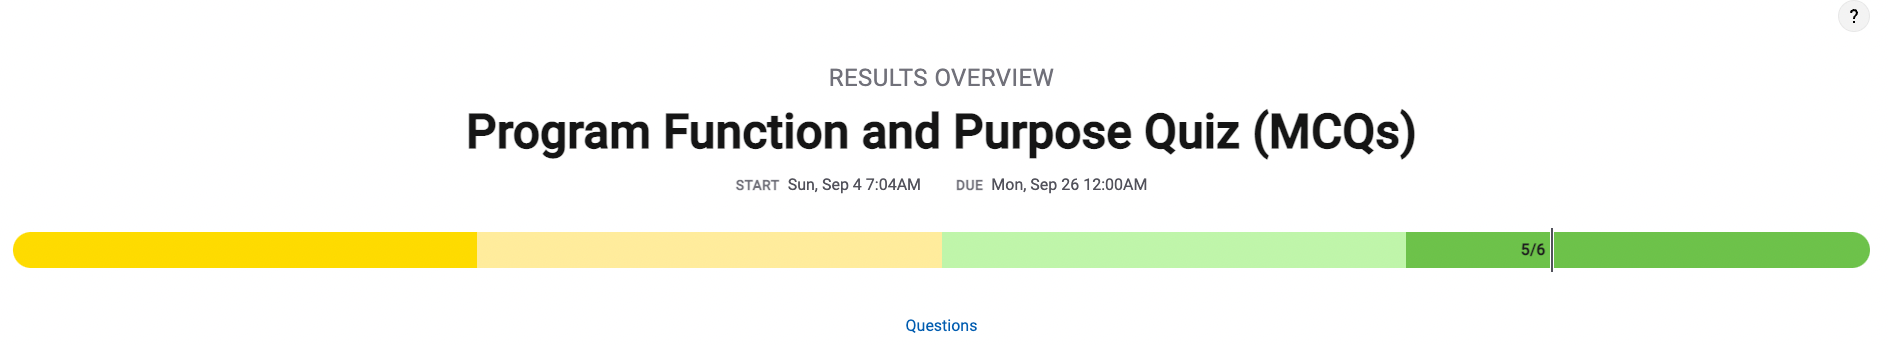 ?
RESULTS OVERVIEW
Program Function and Purpose Quiz (MCQs)
START Sun, Sep 4 7:04AM DUE Mon, Sep 26 12:00AM
5/6
Questions